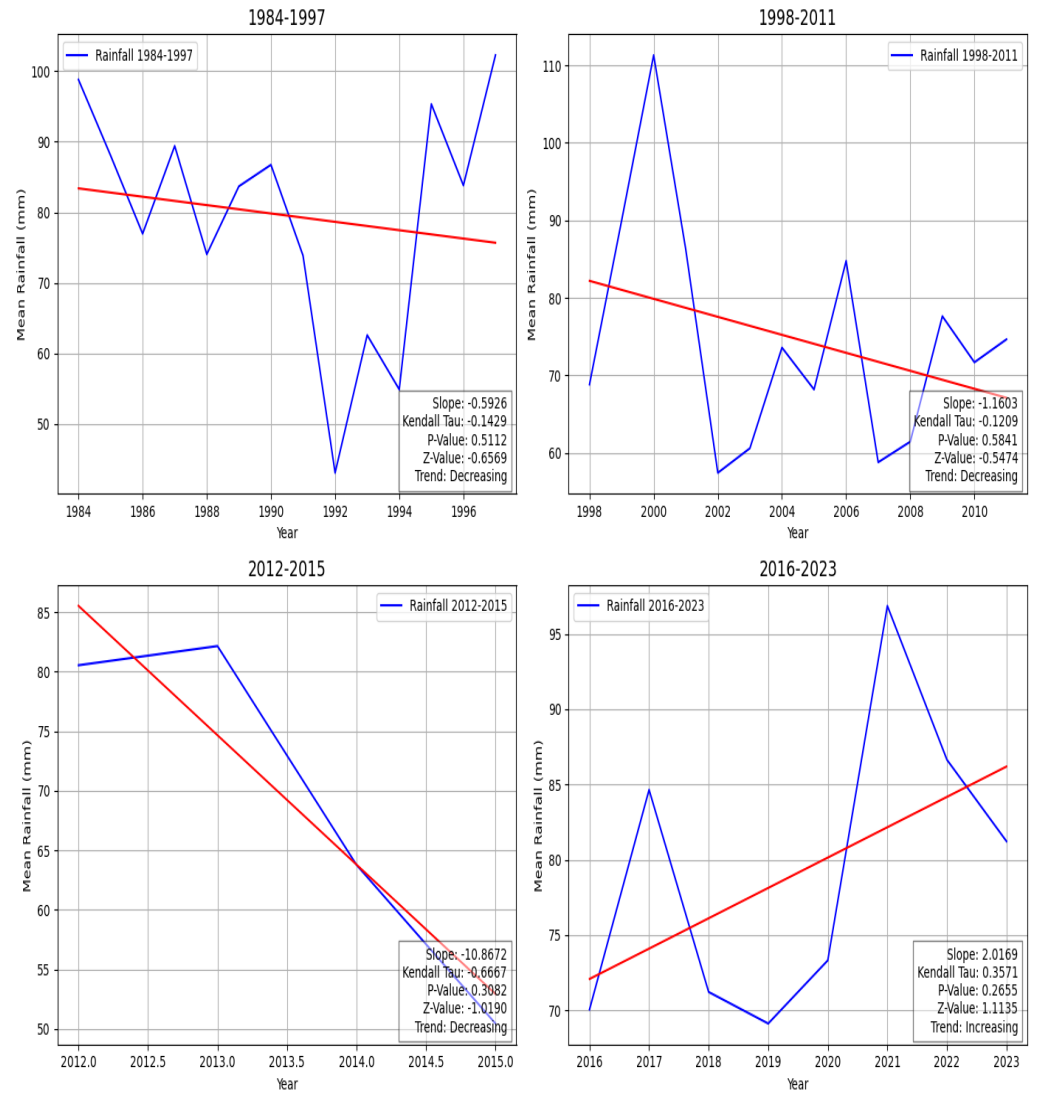 1984-1997
Rainfall 1984-1997
Mean Rainfall (mm)
100
90
80
70
60
50
Slope: -0.5926
Kendall Tau: -0.1429
P-Value: 0.5112
Z-Value: -0.6569
Trend: Decreasing
1984 1986 1988 1990 1992 1994 1996
Year
1998-2011
Rainfall 1998-2011
Mean Rainfall (mm)
110
100
90
80
70
60
Slope: -1.1603
Kendall Tau: -0.1209
P-Value: 0.5841
Z-Value: -0.5474
Trend: Decreasing
1998 2000 2002 2004 2006 2008 2010
Year
2012-2015
Rainfall 2012-2015
Mean Rainfall (mm)
85
80
75
70
65
60
55
50
Slope: -10.8672
Kendall Tau: -0.6667
P-Value: 0.3082
Z-Value: -1.0190
Trend: Decreasing
2012.0 2012.5 2013.0 2013.5 2014.0 2014.5 2015.0
Year
2016-2023
Rainfall 2016-2023
Mean Rainfall (mm)
95
90
85
80
75
70
Slope: 2.0169
Kendall Tau: 0.3571
P-Value: 0.2655
Z-Value: 1.1135
Trend: Increasing
2016 2017 2018 2019 2020 2021 2022 2023
Year